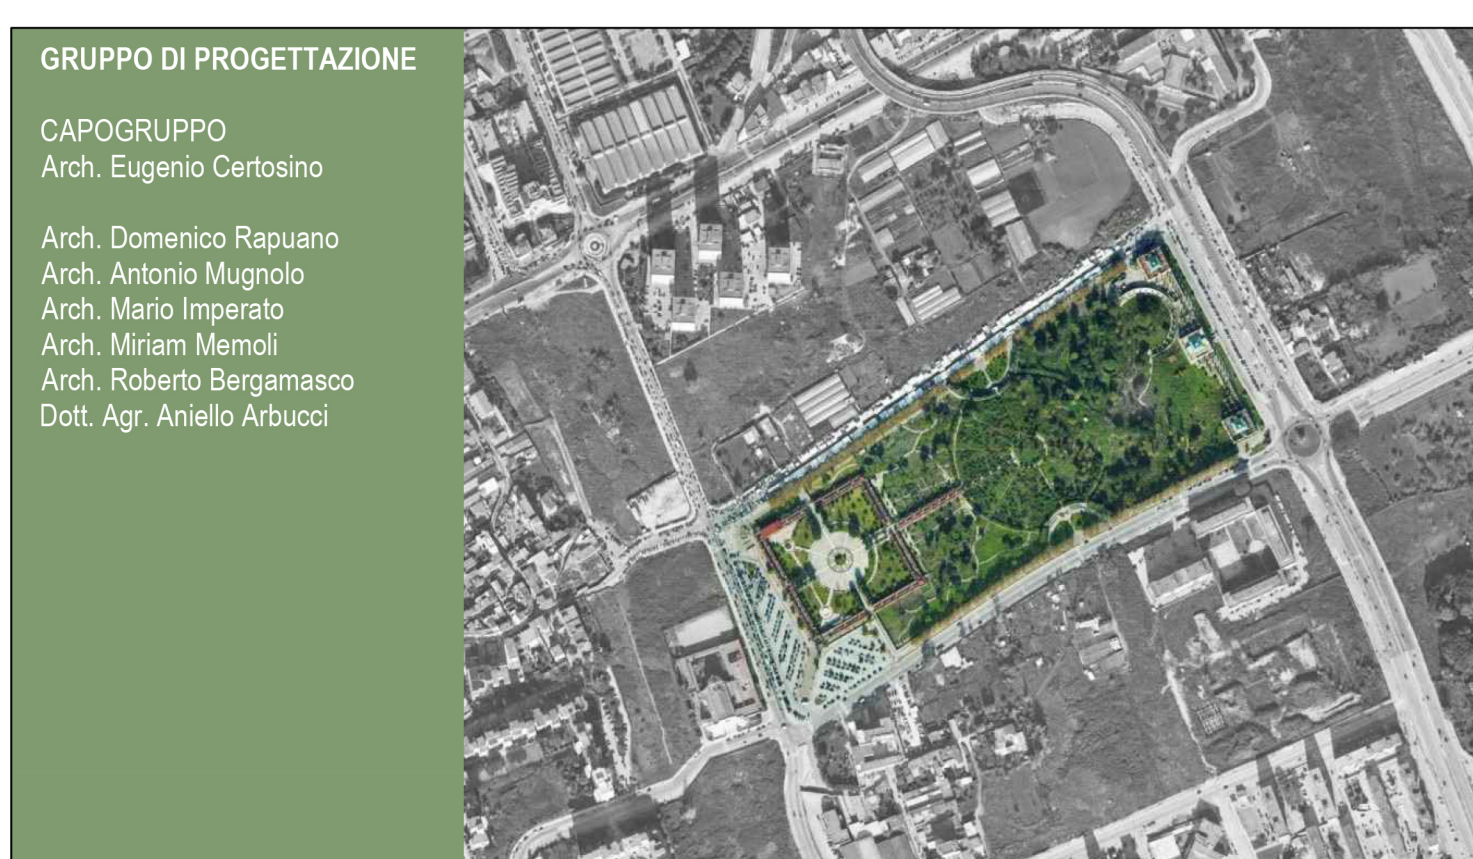 GRUPPO DI PROGETTAZIONE
CAPOGRUPPO
Arch. Eugenio Certosino
Arch. Domenico Rapuano
Arch. Antonio Mugnolo
Arch. Mario Imperato
Arch. Miriam Memoli
Arch. Roberto Bergamasco
Dott. Agr. Aniello Arbucci